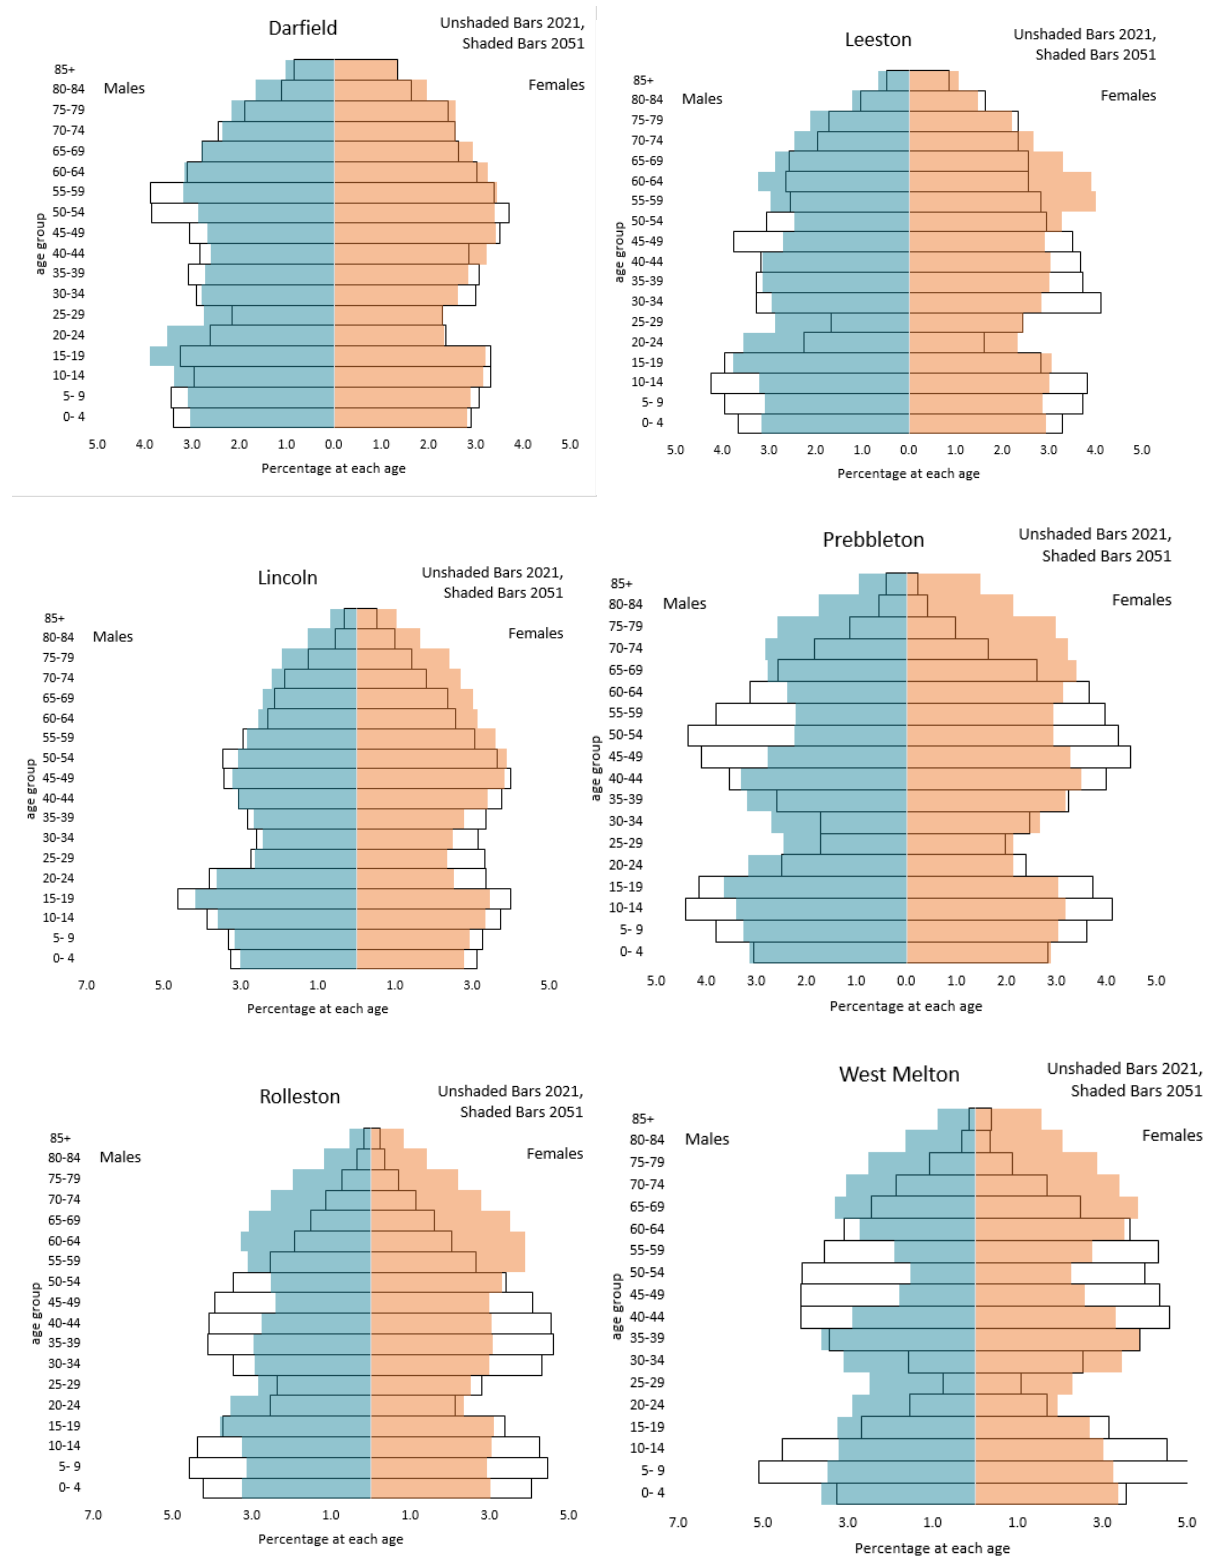 Darfield
Unshaded Bars 2021,
Shaded Bars 2051
Males
Females
age group
85+
80-84
75-79
70-74
65-69
60-64
55-59
50-54
45-49
40-44
35-39
30-34
25-29
20-24
15-19
10-14
5- 9
0- 4
5.0 4.0 3.0 2.0 1.0 0.0 1.0 2.0 3.0 4.0 5.0
Percentage at each age
Leeston
Unshaded Bars 2021,
Shaded Bars 2051
Males
Females
age group
85+
80-84
75-79
70-74
65-69
60-64
55-59
50-54
45-49
40-44
35-39
30-34
25-29
20-24
15-19
10-14
5- 9
0- 4
5.0 4.0 3.0 2.0 1.0 0.0 1.0 2.0 3.0 4.0 5.0
Percentage at each age
Lincoln
Unshaded Bars 2021,
Shaded Bars 2051
Males
Females
age group
85+
80-84
75-79
70-74
65-69
60-64
55-59
50-54
45-49
40-44
35-39
30-34
25-29
20-24
15-19
10-14
5- 9
0- 4
7.0 5.0 3.0 1.0 1.0 3.0 5.0
Percentage at each age
Prebbleton
Unshaded Bars 2021,
Shaded Bars 2051
Males
Females
age group
85+
80-84
75-79
70-74
65-69
60-64
55-59
50-54
45-49
40-44
35-39
30-34
25-29
20-24
15-19
10-14
5- 9
0- 4
5.0 4.0 3.0 2.0 1.0 0.0 1.0 2.0 3.0 4.0 5.0
Percentage at each age
Rolleston
Unshaded Bars 2021,
Shaded Bars 2051
Males
Females
age group
85+
80-84
75-79
70-74
65-69
60-64
55-59
50-54
45-49
40-44
35-39
30-34
25-29
20-24
15-19
10-14
5- 9
0- 4
7.0 5.0 3.0 1.0 1.0 3.0 5.0
Percentage at each age
West Melton
Unshaded Bars 2021,
Shaded Bars 2051
Males
Females
age group
85+
80-84
75-79
70-74
65-69
60-64
55-59
50-54
45-49
40-44
35-39
30-34
25-29
20-24
15-19
10-14
5- 9
0- 4
7.0 5.0 3.0 1.0 1.0 3.0 5.0
Percentage at each age